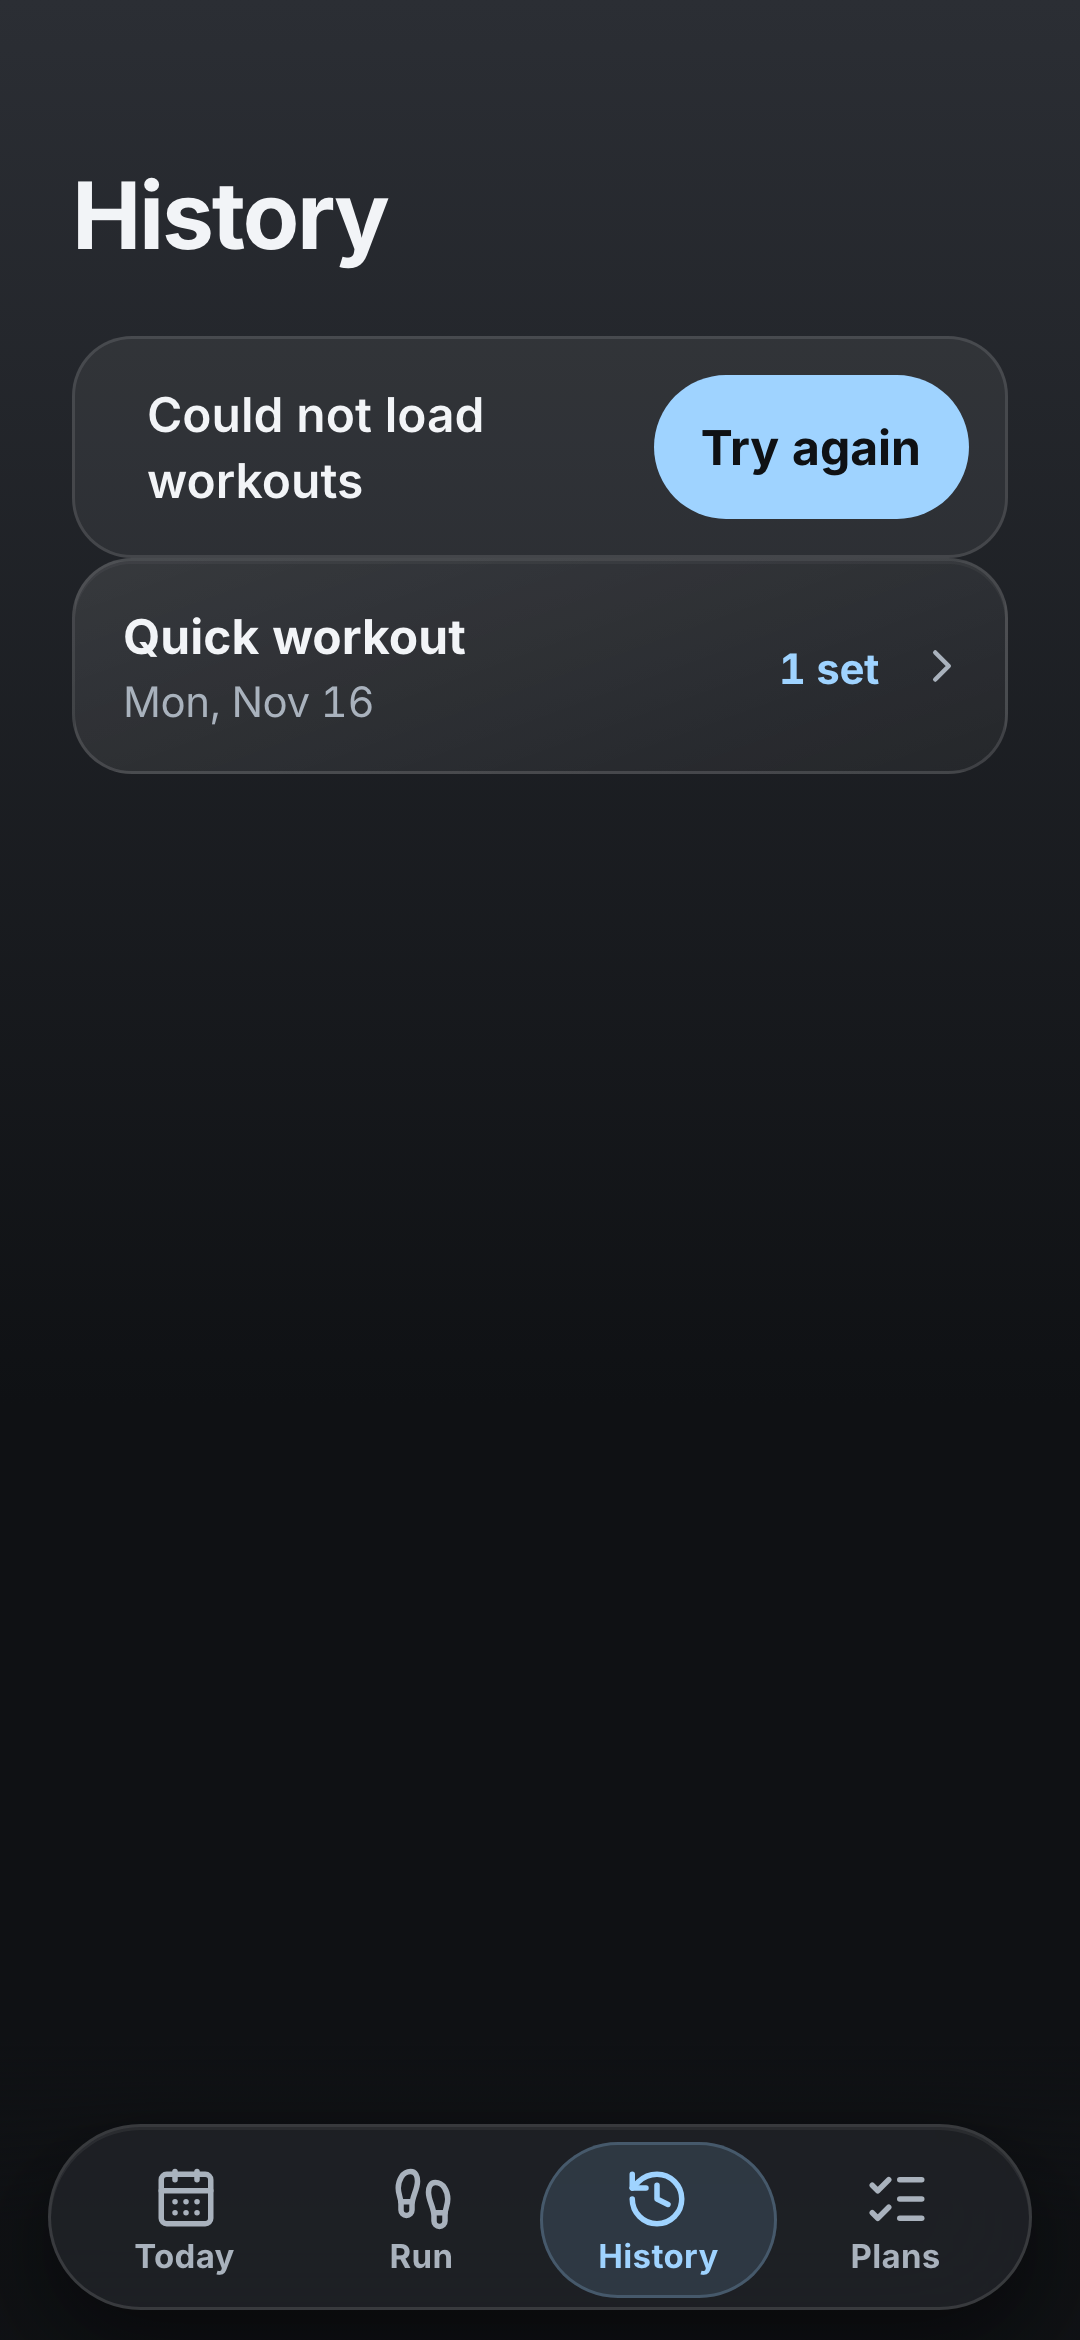 History
Could not load
workouts
Try again
Quick workout
Mon, Nov 16
1 set
Today
Run
History
Plans